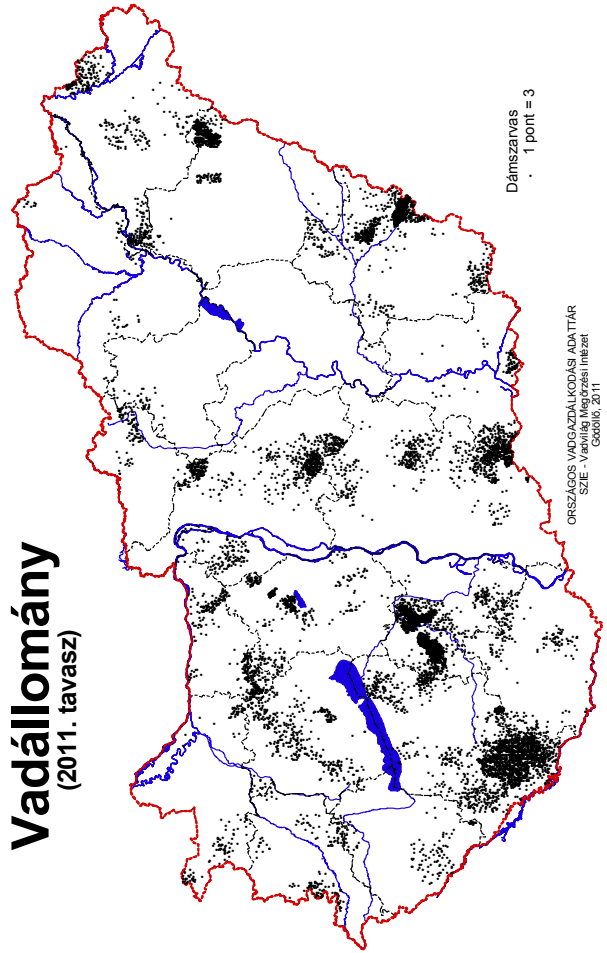 Vadállomány
(2011. tavasz)
Dámszarvas
. 1 pont = 3
ORSZÁGOS VADGAZDÁLKODÁSI ADATTÁR
SZIE - Vadvilág Megőrzési Intézet
Gödöllő, 2011